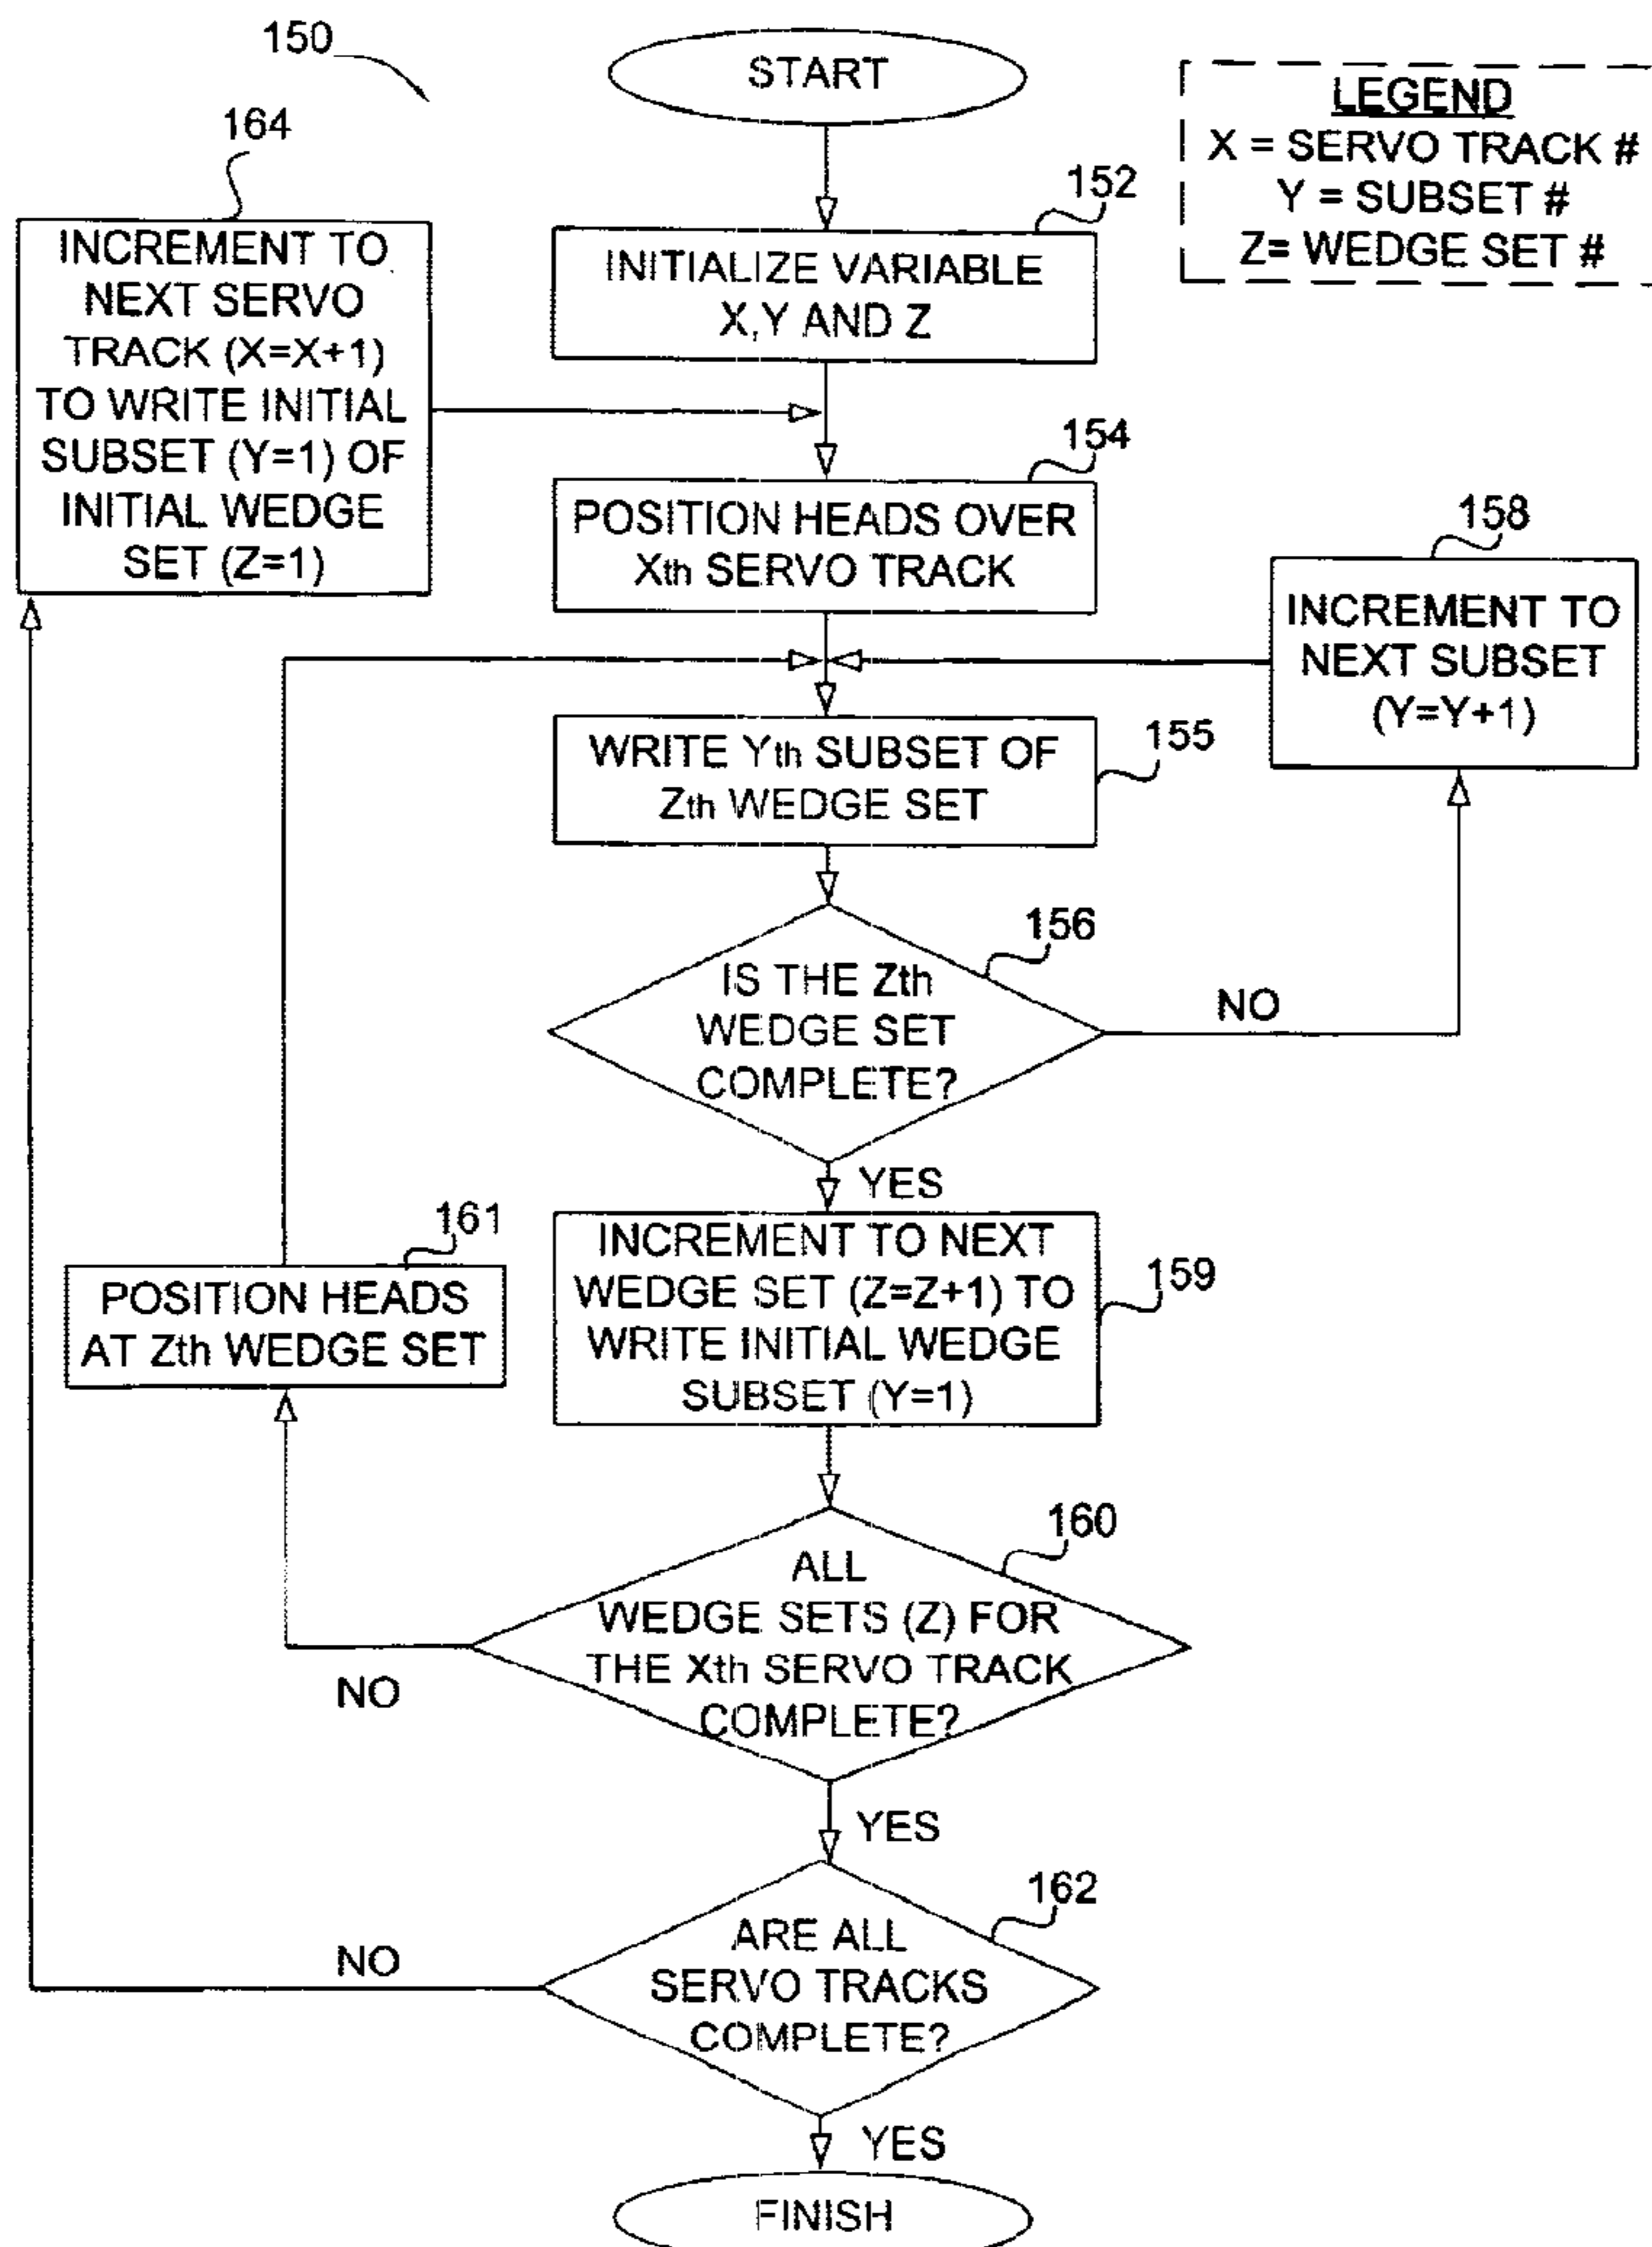 150
START
LEGEND
X = SERVO TRACK #
Y = SUBSET #
Z= WEDGE SET #
164
INCREMENT TO
NEXT SERVO
TRACK (X=X+1)
TO WRITE INITIAL
SUBSET (Y=1) OF
INITIAL WEDGE
SET (Z=1)
152
INITIALIZE VARIABLE
X,Y AND Z
154
POSITION HEADS OVER
Xth SERVO TRACK
158
INCREMENT TO
NEXT SUBSET
(Y=Y+1)
155
WRITE Yth SUBSET OF
Zth WEDGE SET
156
IS THE Zth
WEDGE SET
COMPLETE?
NO
YES
161
POSITION HEADS
AT Zth WEDGE SET
159
INCREMENT TO NEXT
WEDGE SET (Z=Z+1) TO
WRITE INITIAL WEDGE
SUBSET (Y=1)
160
ALL
WEDGE SETS (Z) FOR
THE Xth SERVO TRACK
COMPLETE?
NO
YES
162
ARE ALL
SERVO TRACKS
COMPLETE?
NO
YES
FINISH